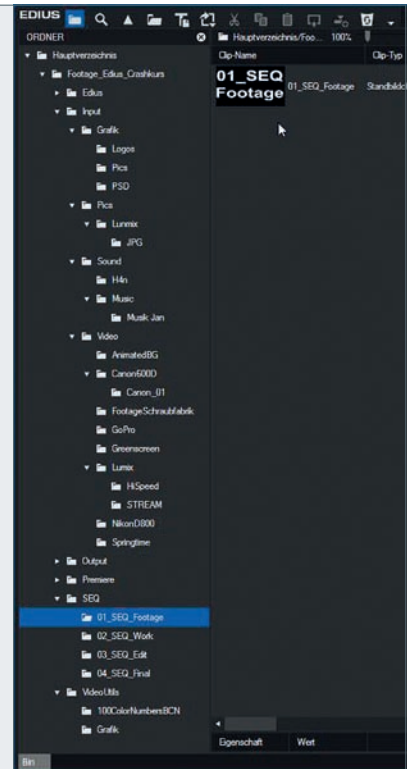 EDIUS
ORDNER
Hauptverzeichnis/Foo... 100%
Hauptverzeichnis
Footage_Edius_Crashkurs
Edius
Input
Grafik
Logos
Pics
PSD
Pics
Lunmix
JPG
Sound
H4n
Music
Musik Jan
Video
AnimatedBG
Canon600D
Canon_01
FootageSchraubfabrik
GoPro
Greenscreen
Lumix
HiSpeed
STREAM
NikonD800
Springtime
Output
Premiere
SEQ
01_SEQ_Footage
02_SEQ_Work
03_SEQ_Edit
04_SEQ_Final
VideoUtils
100ColorNumbersBCN
Grafik
Bin
Clip-Name Clip-Typ
01_SEQ
Footage
01_SEQ_Footage Standbildcl
Eigenschaft Wert